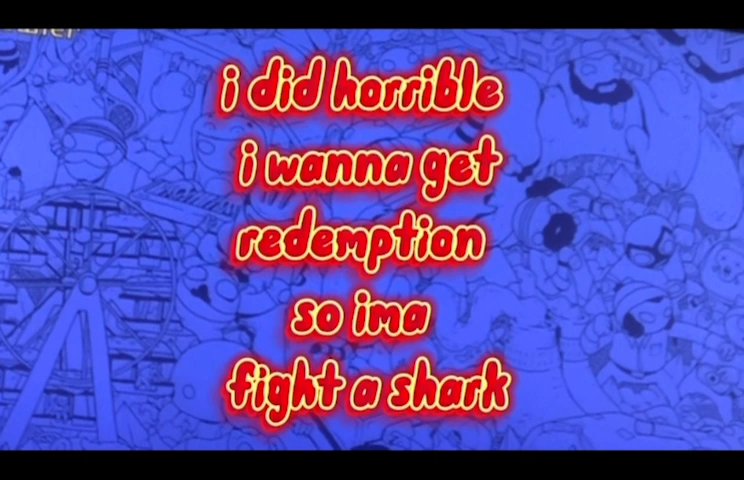 i did horrible
i wanna get
redemption
so ima
fight a shark